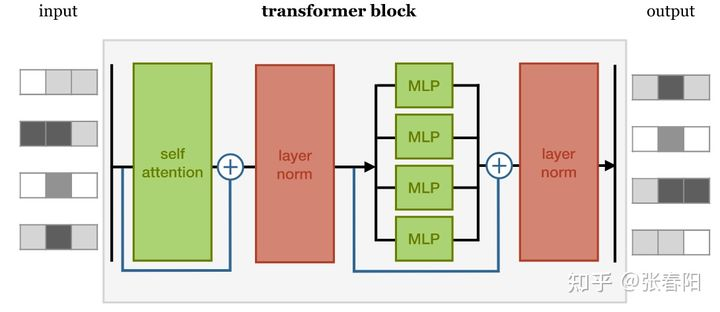 input
transformer block
output
self
attention
+
layer
norm
MLP
MLP
MLP
MLP
+
layer
norm
知乎 @张春阳